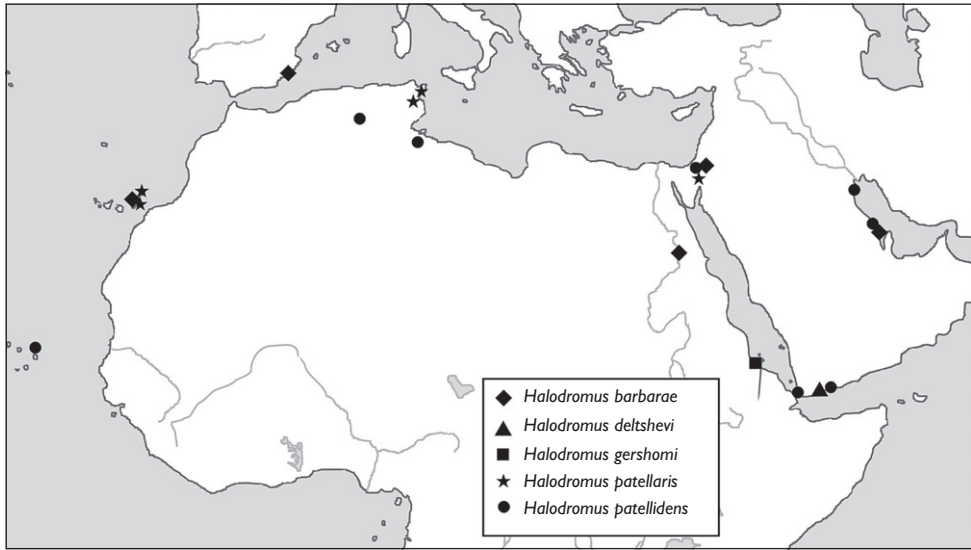 Halodromus barbarae
Halodromus deltshevi
Halodromus gershomi
Halodromus patellaris
Halodromus patellidens